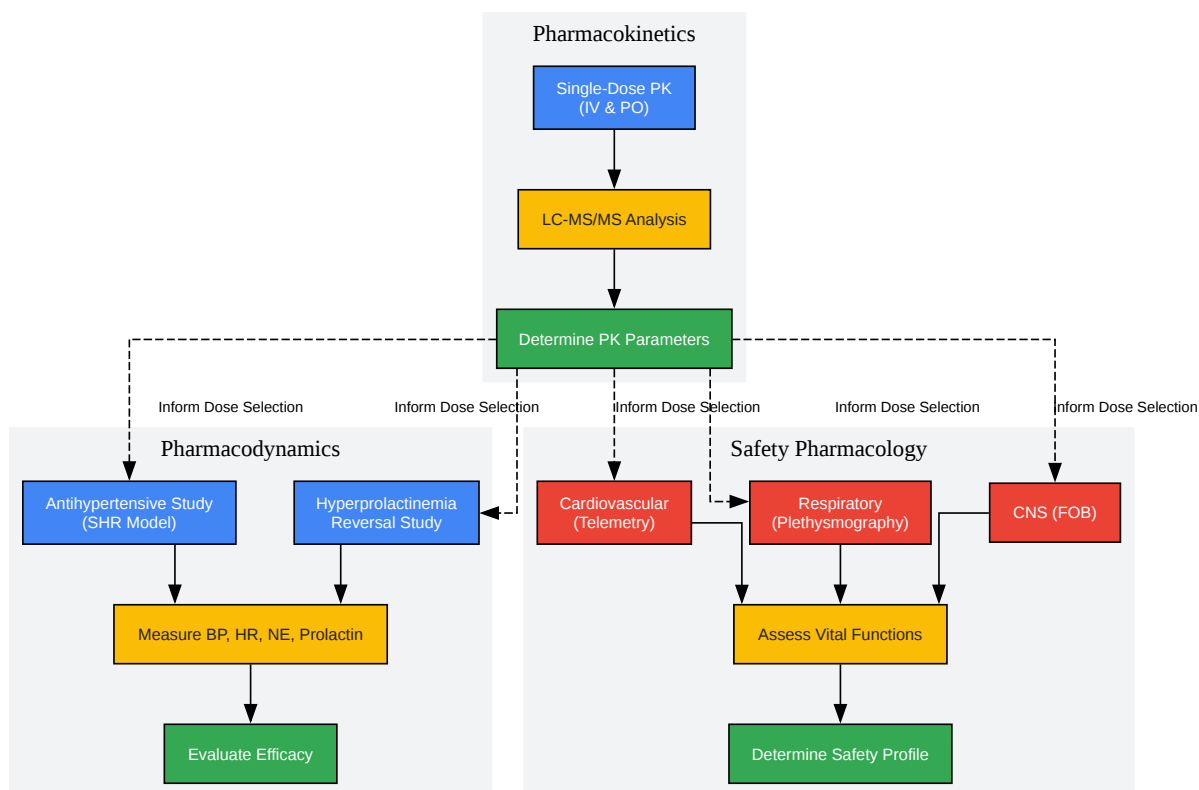 Pharmacokinetics
Single-Dose PK
(IV & PO)
LC-MS/MS Analysis
Determine PK Parameters
Inform Dose Selection
Inform Dose Selection
Inform Dose Selection
Inform Dose Selection
Inform Dose Selection
Pharmacodynamics
Antihypertensive Study
(SHR Model)
Hyperprolactinemia
Reversal Study
Measure BP, HR, NE, Prolactin
Evaluate Efficacy
Safety Pharmacology
Cardiovascular
(Telemetry)
Respiratory
(Plethysmography)
CNS (FOB)
Assess Vital Functions
Determine Safety Profile